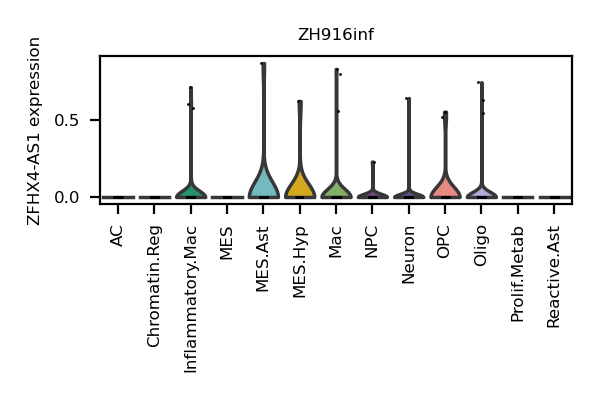 ZH916inf
ZFHX4-AS1 expression
0.5
0.0
AC
Chromatin.Reg
Inflammatory.Mac
MES
MES.Ast
MES.Hyp
Mac
NPC
Neuron
OPC
Oligo
Prolif.Metab
Reactive.Ast